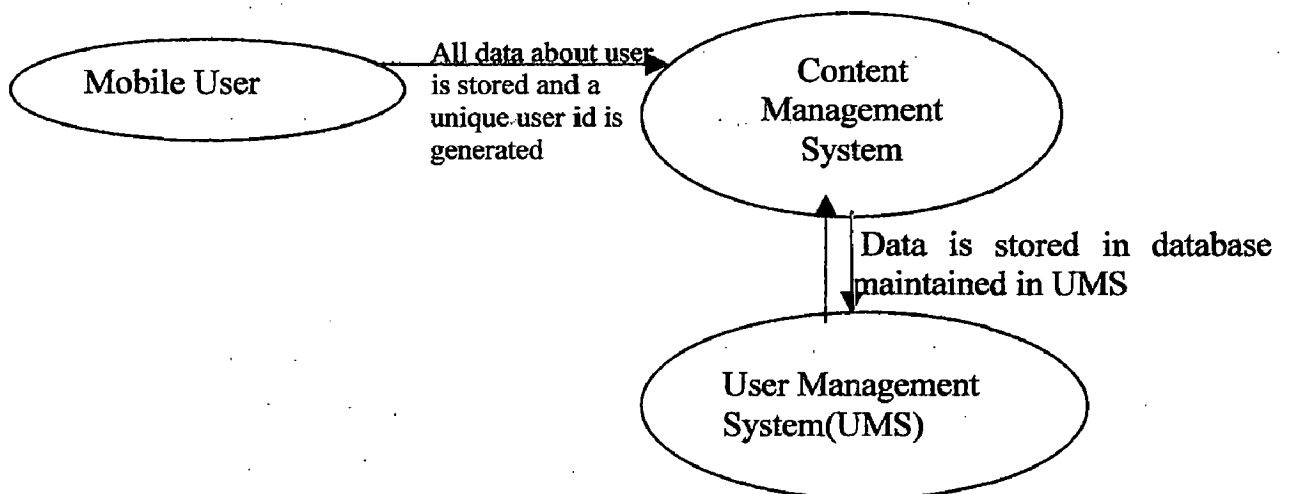 Mobile User
All data about user
is stored and a
unique user id is
generated
Content
Management
System
Data is stored in database
maintained in UMS
User Management
System(UMS)